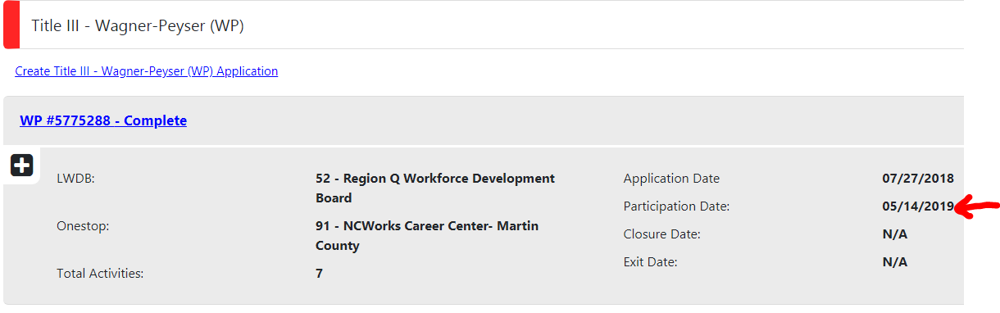 Title III - Wagner-Peyser (WP)
Create Title III - Wagner-Peyser (WP) Application
WP #5775288 - Complete
LWDB: 52 - Region Q Workforce Development
Board
Onestop: 91 - NCWorks Career Center- Martin
County
Total Activities: 7
Application Date 07/27/2018
Participation Date: 05/14/2019
Closure Date: N/A
Exit Date: N/A